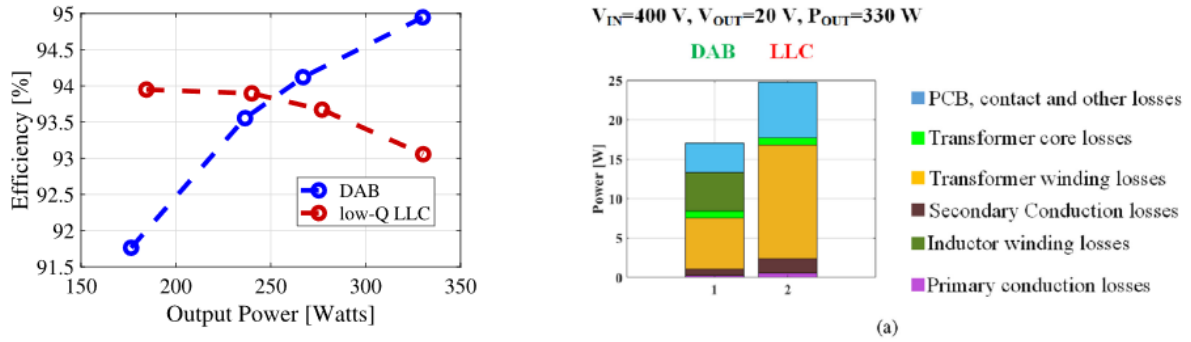 95
94.5
94
93.5
93
92.5
92
91.5
Efficiency [%]
150
200
250
300
350
Output Power [Watts]
DAB
low-Q LLC
V_IN=400 V, V_OUT=20 V, P_OUT=330 W
DAB LLC
25
20
15
10
5
0
Power [W]
1
2
PCB, contact and other losses
Transformer core losses
Transformer winding losses
Secondary Conduction losses
Inductor winding losses
Primary conduction losses
(a)